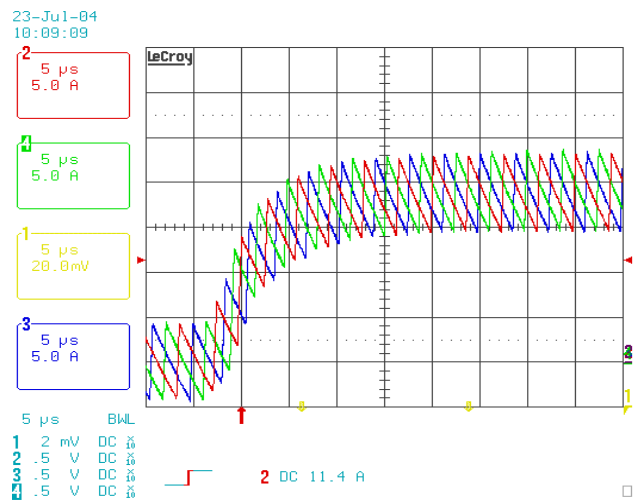 23-Jul-04
10:09:09
LeCroy
2
5 µs
5.0 A
4
5 µs
5.0 A
1
5 µs
20.0mV
3
5 µs
5.0 A
3
1
5 µs BWL
1 2 mV DC X10
2 .5 V DC X10
3 .5 V DC X10
4 .5 V DC X10
2 DC 11.4 A